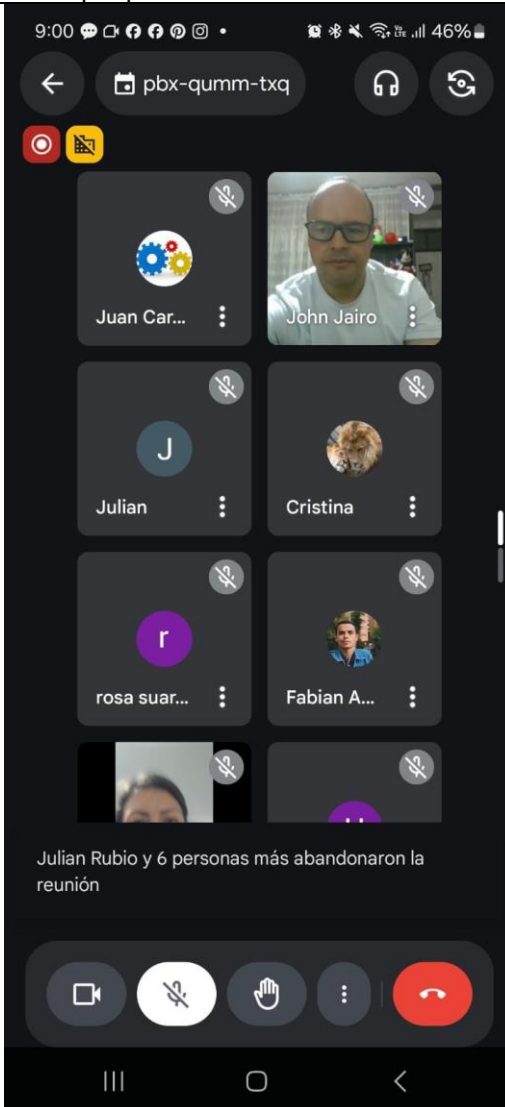 9:00
46%
pbx-qumm-txq
Juan Car...
John Jairo
J
Julian
Cristina
r
rosa suar...
Fabian A...
Julian Rubio y 6 personas más abandonaron la
reunión